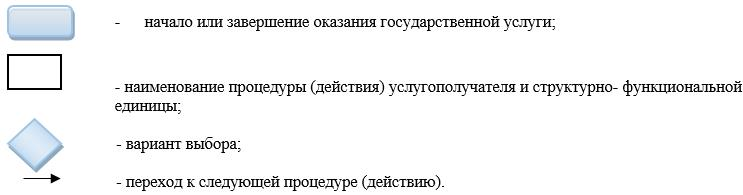 - начало или завершение оказания государственной услуги;
- наименование процедуры (действия) услугополучателя и структурно- функциональной
единицы;
- вариант выбора;
- переход к следующей процедуре (действию).